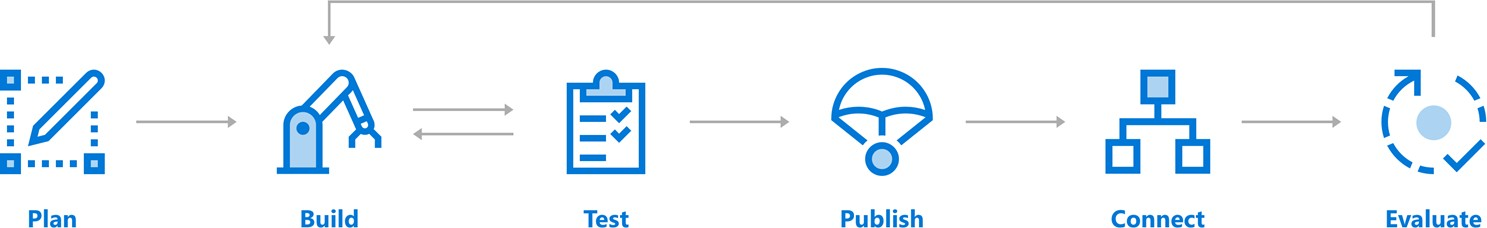 Plan
Build
Test
Publish
Connect
Evaluate